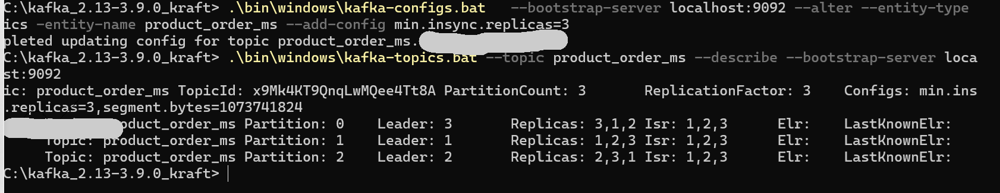 C:\kafka_2.13-3.9.0_kraft> .\bin\windows\kafka-configs.bat   --bootstrap-server localhost:9092 --alter --entity-type
ics -entity-name product_order_ms --add-config min.insync.replicas=3
pleted updating config for topic product_order_ms.
C:\kafka_2.13-3.9.0_kraft> .\bin\windows\kafka-topics.bat --topic product_order_ms --describe --bootstrap-server loca
st:9092
ic: product_order_ms TopicId: x9Mk4KT9QnqLwMQee4Tt8A PartitionCount: 3       ReplicationFactor: 3    Configs: min.ins
.replicas=3,segment.bytes=1073741824
oduct_order_ms Partition: 0    Leader: 3       Replicas: 3,1,2 Isr: 1,2,3      Elr:    LastKnownElr:
Topic: product_order_ms Partition: 1    Leader: 1       Replicas: 1,2,3 Isr: 1,2,3      Elr:    LastKnownElr:
Topic: product_order_ms Partition: 2    Leader: 2       Replicas: 2,3,1 Isr: 1,2,3      Elr:    LastKnownElr:
C:\kafka_2.13-3.9.0_kraft>